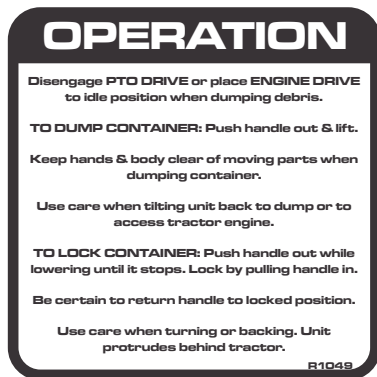 OPERATION
Disengage PTO DRIVE or place ENGINE DRIVE
to idle position when dumping debris.
TO DUMP CONTAINER: Push handle out & lift.
Keep hands & body clear of moving parts when
dumping container.
Use care when tilting unit back to dump or to
access tractor engine.
TO LOCK CONTAINER: Push handle out while
lowering until it stops. Lock by pulling handle in.
Be certain to return handle to locked position.
Use care when turning or backing. Unit
protrudes behind tractor.
R1049